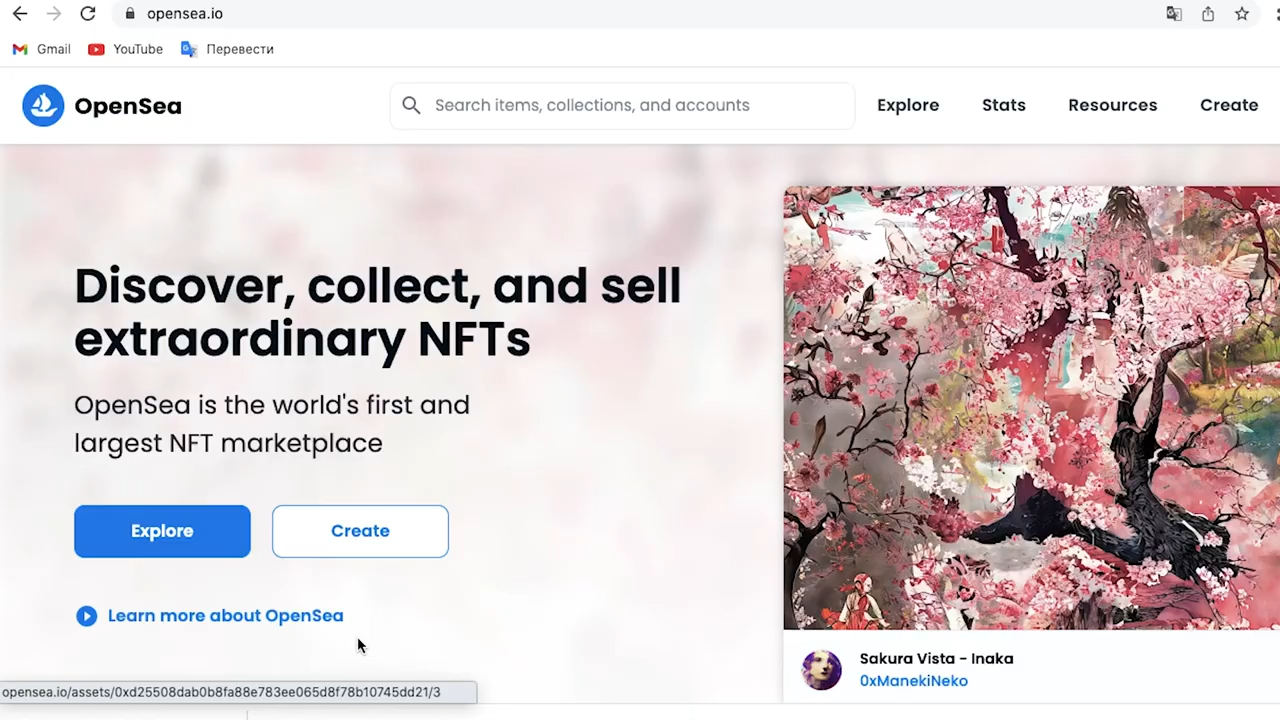 opensea.io
Gmail YouTube Перевести
OpenSea Search items, collections, and accounts Explore Stats Resources Create
Discover, collect, and sell
extraordinary NFTs
OpenSea is the world's first and
largest NFT marketplace
Explore Create
Learn more about OpenSea
Sakura Vista - Inaka
0xManekiNeko
opensea.io/assets/0xd25508dab0b8fa88e783ee065d8f78b10745dd21/3